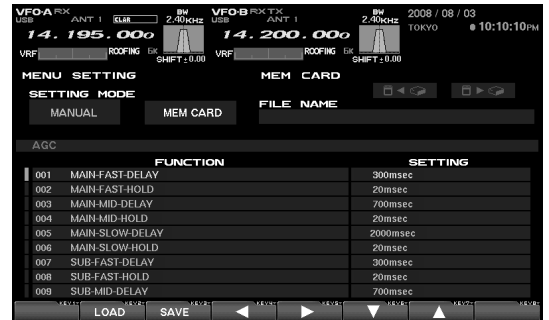 VFO-A RX VFO-B RX TX BW BW 2008 / 08 / 03
USB ANT 1 CLAR 2.40KHz USB ANT 1 2.40KHz TOKYO 10:10:10PM
14. 195. 000 14. 200. 000
VRF ROOFING 6K SHIFT±0.00 VRF ROOFING 6K SHIFT±0.00
MENU SETTING MEM CARD
SETTING MODE
MANUAL MEM CARD FILE NAME
AGC
FUNCTION SETTING
001 MAIN-FAST-DELAY 300msec
002 MAIN-FAST-HOLD 20msec
003 MAIN-MID-DELAY 700msec
004 MAIN-MID-HOLD 20msec
005 MAIN-SLOW-DELAY 2000msec
006 MAIN-SLOW-HOLD 20msec
007 SUB-FAST-DELAY 300msec
008 SUB-FAST-HOLD 20msec
009 SUB-MID-DELAY 700msec
LOAD SAVE